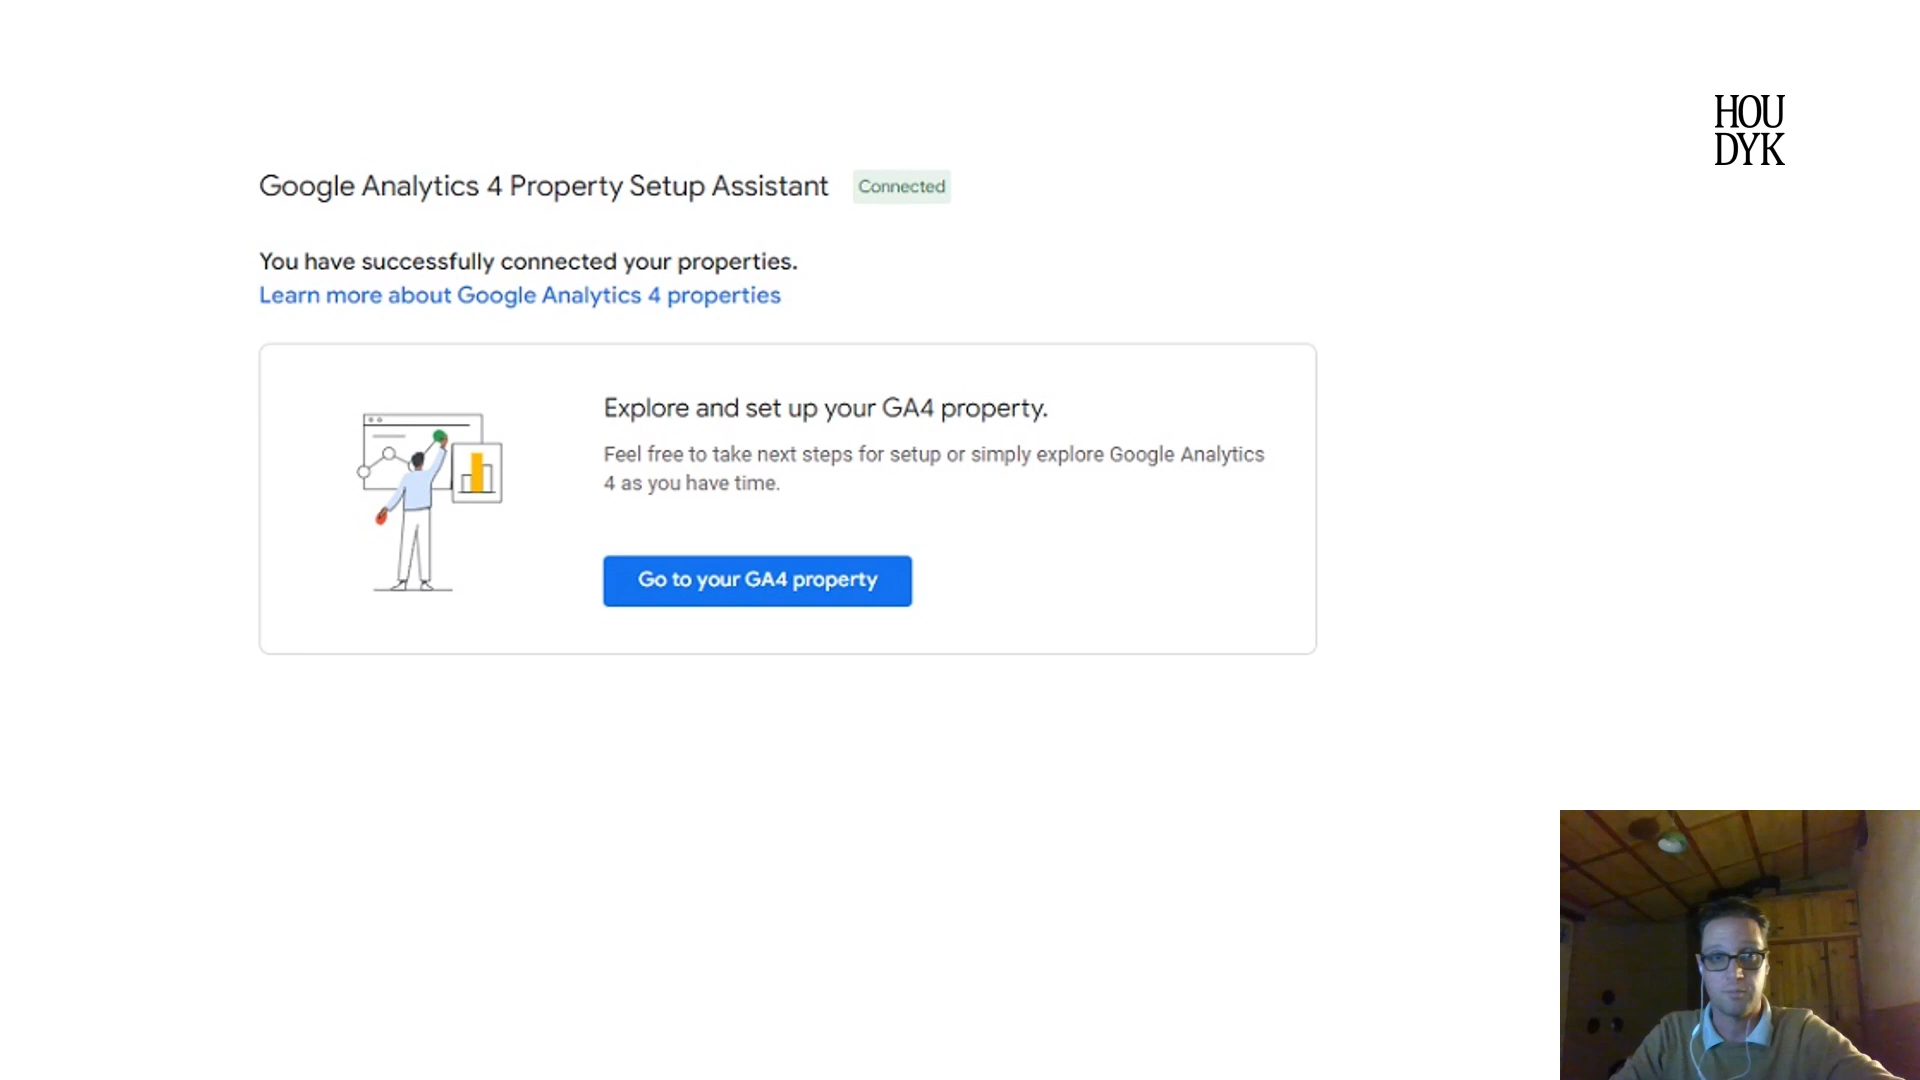 HOU
DYK
Google Analytics 4 Property Setup Assistant Connected
You have successfully connected your properties.
Learn more about Google Analytics 4 properties
Explore and set up your GA4 property.
Feel free to take next steps for setup or simply explore Google Analytics
4 as you have time.
Go to your GA4 property